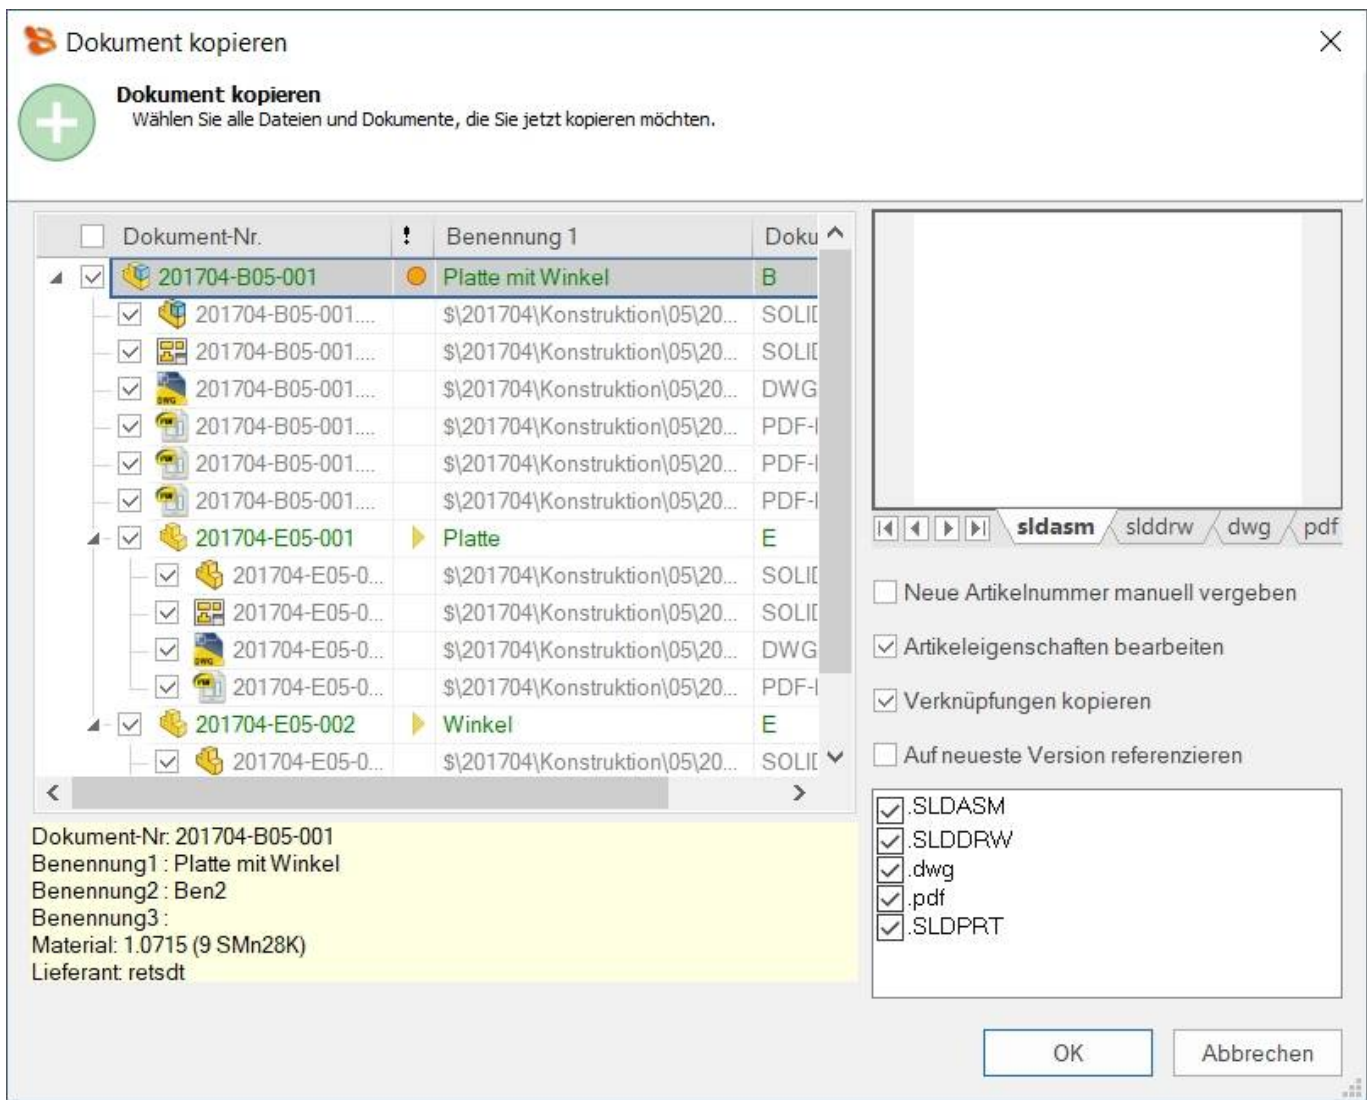 Dokument kopieren
Dokument kopieren
Wählen Sie alle Dateien und Dokumente, die Sie jetzt kopieren möchten.
Dokument-Nr. ! Benennung 1 Doku
201704-B05-001 Platte mit Winkel B
201704-B05-001.... $\201704\Konstruktion\05\20... SOLID
201704-B05-001.... $\201704\Konstruktion\05\20... SOLID
DWG 201704-B05-001.... $\201704\Konstruktion\05\20... DWG
201704-B05-001.... $\201704\Konstruktion\05\20... PDF-
201704-B05-001.... $\201704\Konstruktion\05\20... PDF-
201704-B05-001.... $\201704\Konstruktion\05\20... PDF-
201704-E05-001 Platte E
201704-E05-0... $\201704\Konstruktion\05\20... SOLID
201704-E05-0... $\201704\Konstruktion\05\20... SOLID
DWG 201704-E05-0... $\201704\Konstruktion\05\20... DWG
201704-E05-0... $\201704\Konstruktion\05\20... PDF-
201704-E05-002 Winkel E
201704-E05-0... $\201704\Konstruktion\05\20... SOLID
Dokument-Nr: 201704-B05-001
Benennung1 : Platte mit Winkel
Benennung2 : Ben2
Benennung3 :
Material: 1.0715 (9 SMn28K)
Lieferant: retsdt
sldasm slddrw dwg pdf
Neue Artikelnummer manuell vergeben
Artikeleigenschaften bearbeiten
Verknüpfungen kopieren
Auf neueste Version referenzieren
.SLDASM
.SLDDRW
.dwg
.pdf
.SLDPRT
OK Abbrechen